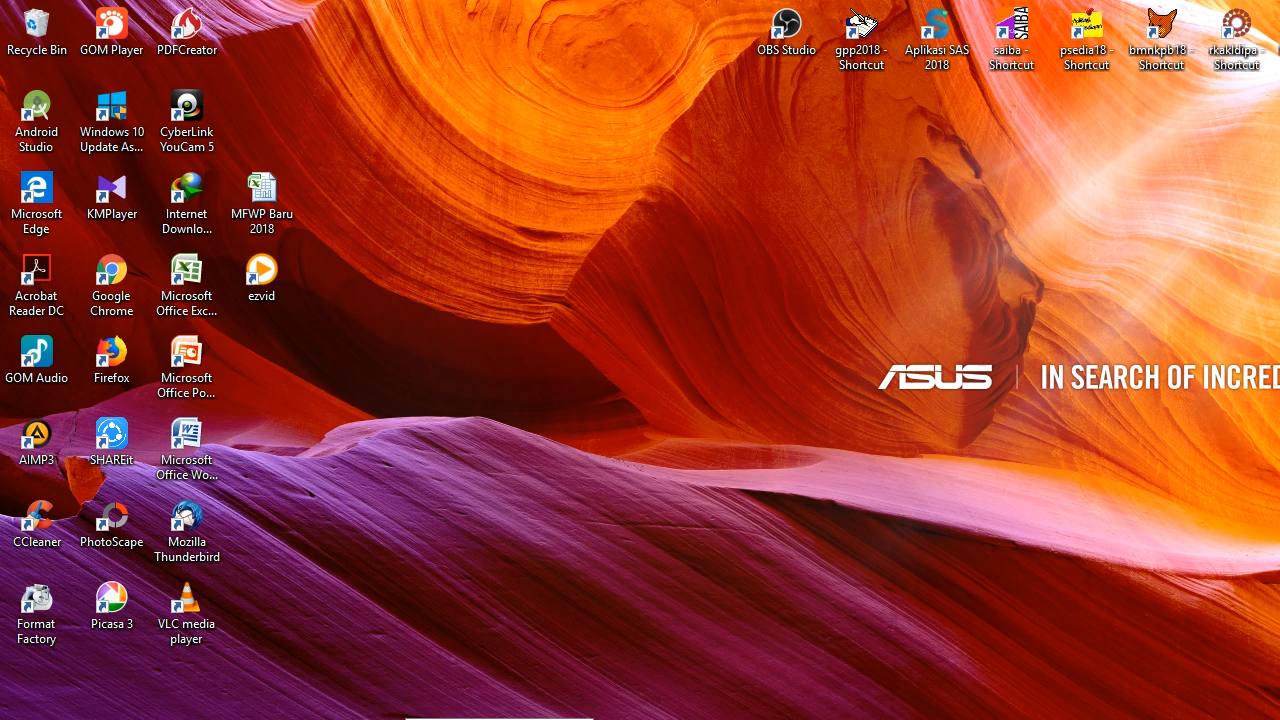 Recycle Bin
GOM Player
PDFCreator
OBS Studio
gpp2018 -
Shortcut
Aplikasi SAS
2018
saiba -
Shortcut
psedia18 -
Shortcut
bmnkpb18 -
Shortcut
rkakldipa -
Shortcut
Android
Studio
Windows 10
Update As...
CyberLink
YouCam 5
Microsoft
Edge
KMPlayer
Internet
Downlo...
MFWP Baru
2018
Acrobat
Reader DC
Google
Chrome
Microsoft
Office Exc...
ezvid
GOM Audio
Firefox
Microsoft
Office Po...
ASUS
IN SEARCH OF INCRED
AIMP3
SHAREit
Microsoft
Office Wo...
CCleaner
PhotoScape
Mozilla
Thunderbird
Format
Factory
Picasa 3
VLC media
player